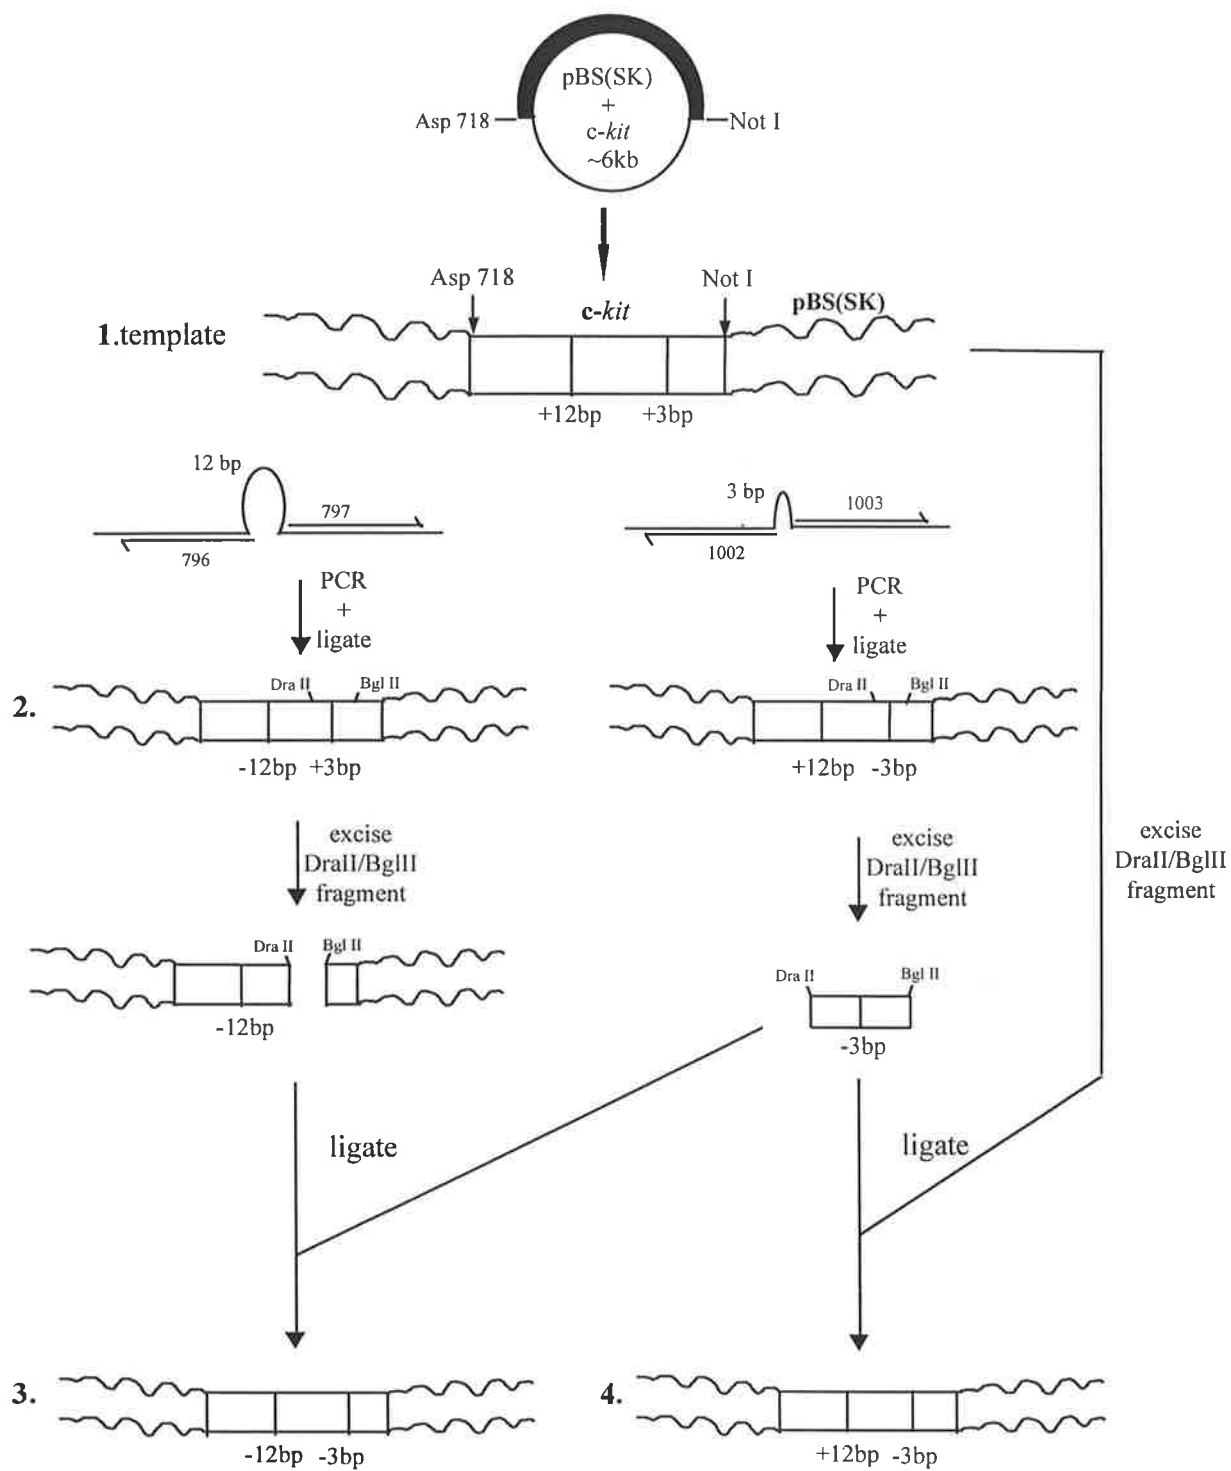 pBS(SK)
+
c-kit
~6kb
Asp 718
Not I
Asp 718
Not I
c-kit
pBS(SK)
1.template
+12bp
+3bp
12 bp
797
796
3 bp
1003
1002
PCR
+
ligate
PCR
+
ligate
2.
Dra II
Bgl II
-12bp
+3bp
Dra II
Bgl II
+12bp
-3bp
excise
DraII/BglII
fragment
excise
DraII/BglII
fragment
excise
DraII/BglII
fragment
Dra II
Bgl II
-12bp
Dra II
Bgl II
-3bp
ligate
ligate
3.
-12bp
-3bp
4.
+12bp
-3bp